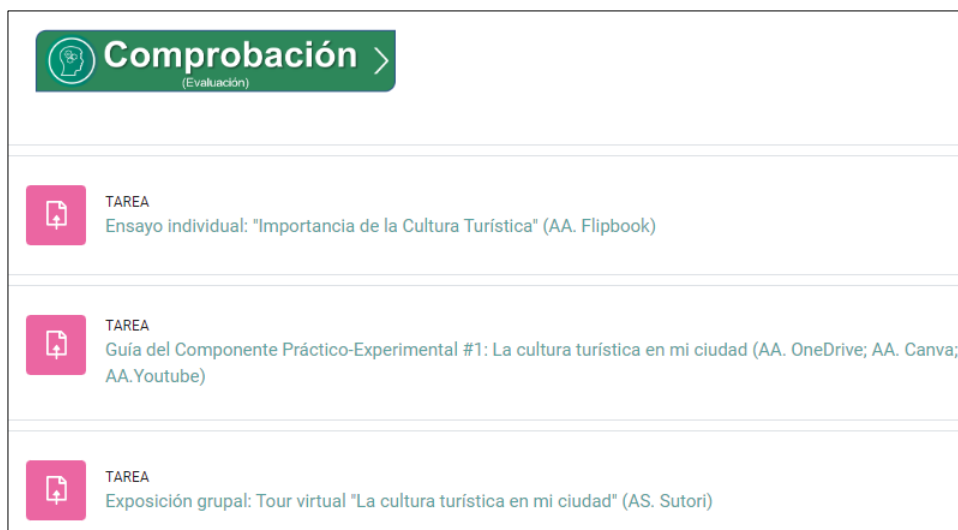 Comprobación
(Evaluación)
TAREA
Ensayo individual: "Importancia de la Cultura Turística" (AA. Flipbook)
TAREA
Guía del Componente Práctico-Experimental #1: La cultura turística en mi ciudad (AA. OneDrive; AA. Canva;
AA.Youtube)
TAREA
Exposición grupal: Tour virtual "La cultura turística en mi ciudad" (AS. Sutori)